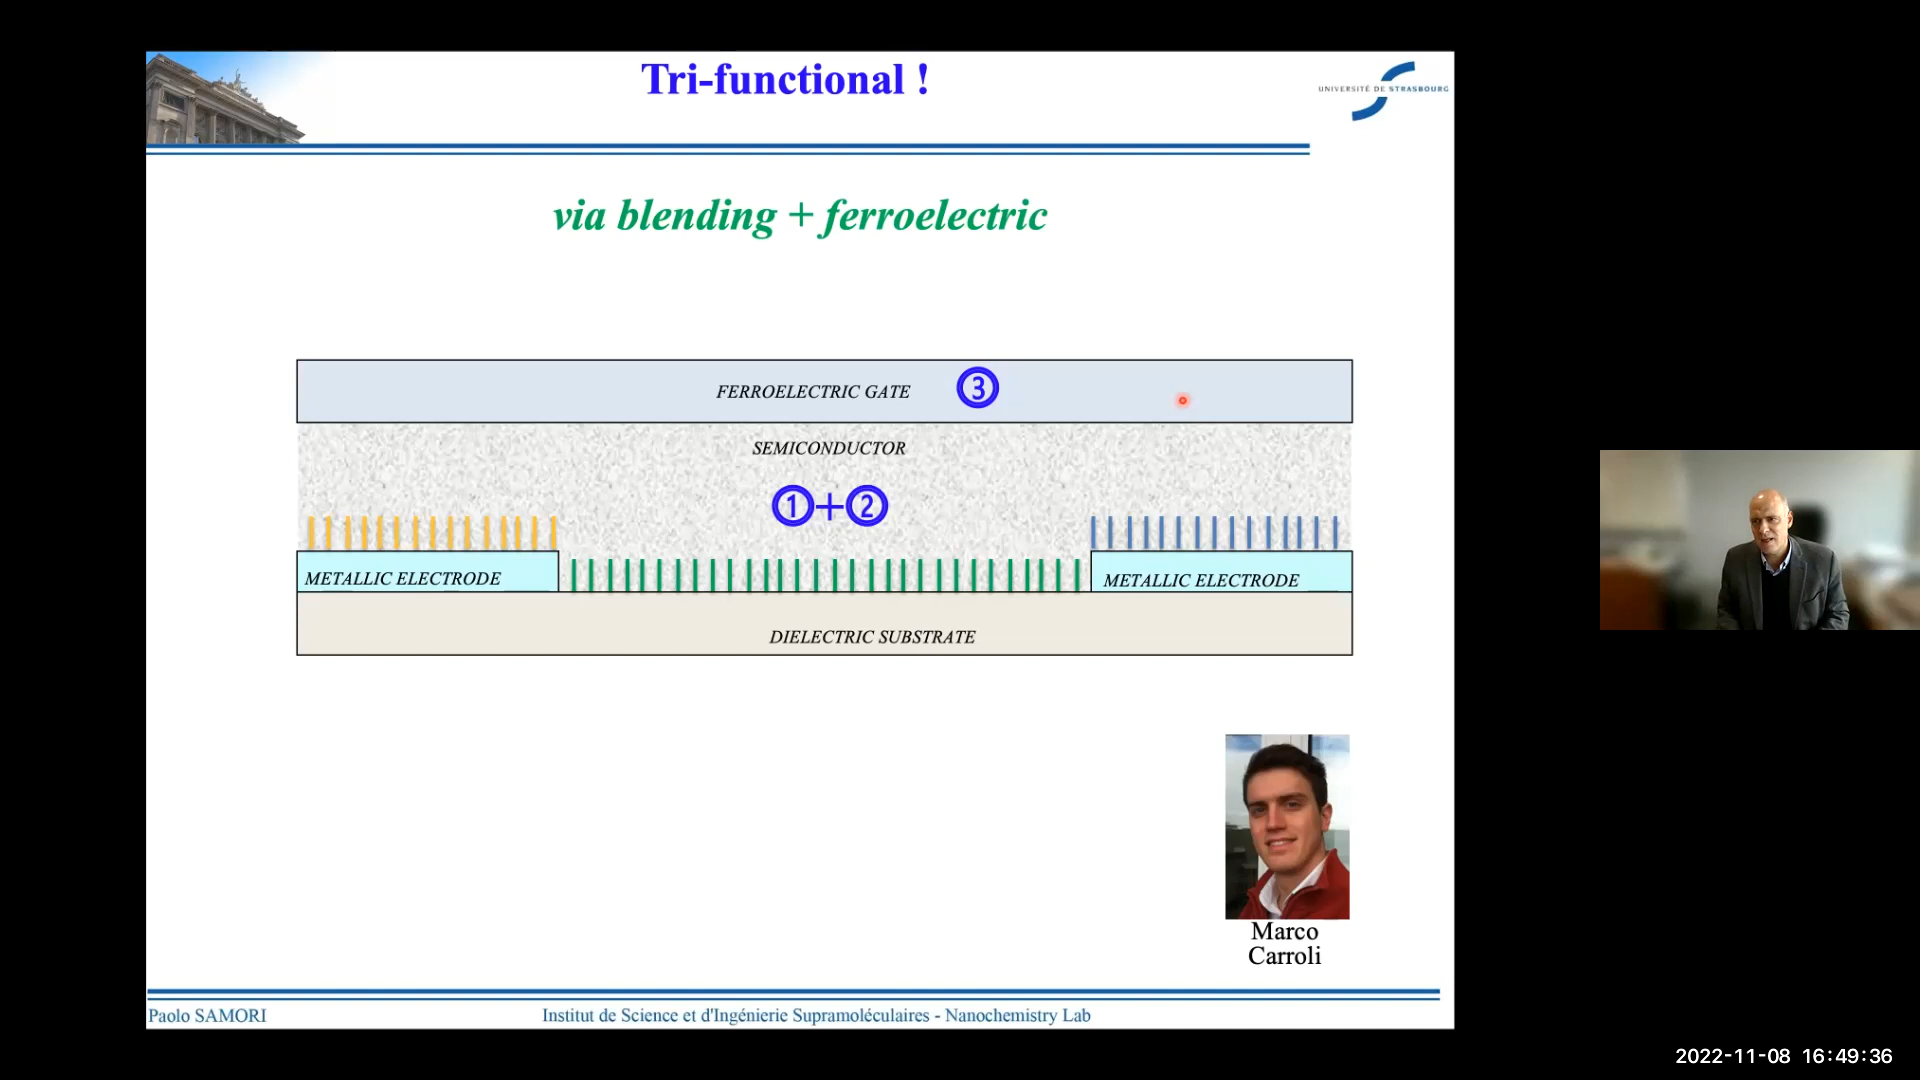 Tri-functional !
UNIVERSITÉ DE STRASBOURG
via blending + ferroelectric
FERROELECTRIC GATE 3
SEMICONDUCTOR
1+2
METALLIC ELECTRODE
METALLIC ELECTRODE
DIELECTRIC SUBSTRATE
Marco
Carroli
Paolo SAMORI
Institut de Science et d'Ingénierie Supramoléculaires - Nanochemistry Lab
2022-11-08 16:49:36